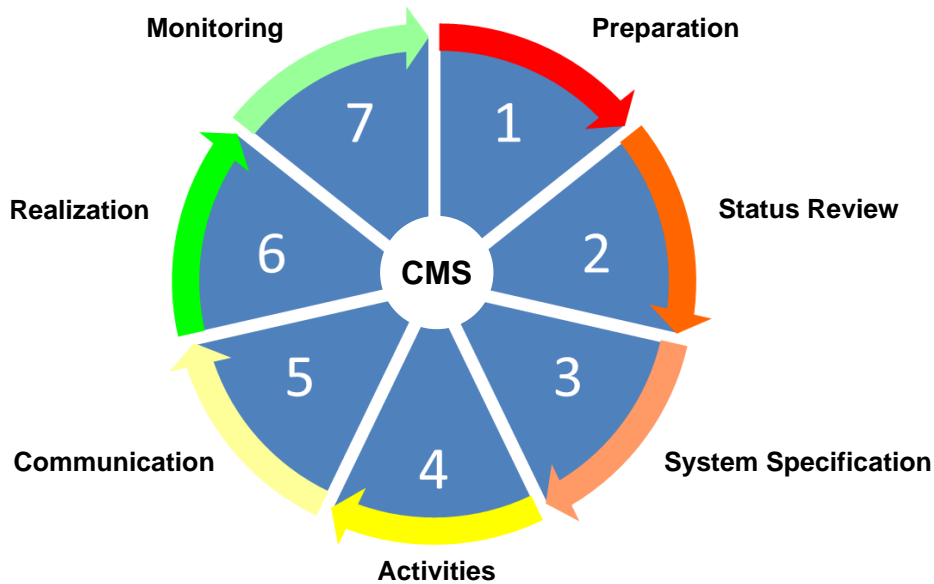 Monitoring
Preparation
7
1
Realization
Status Review
6
2
CMS
5
3
Communication
4
System Specification
Activities